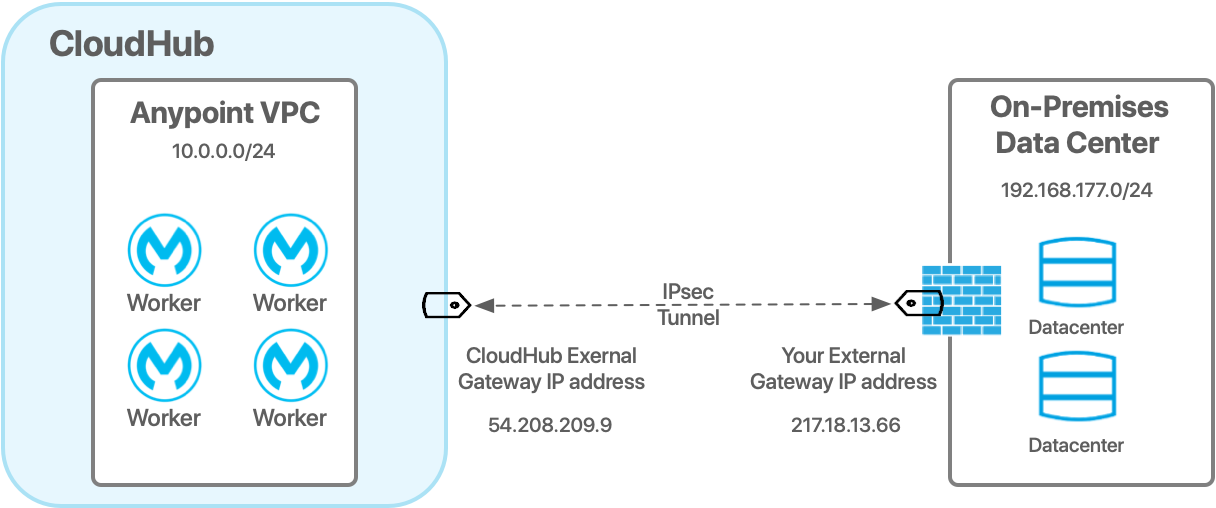 CloudHub
Anypoint VPC
10.0.0.0/24
Worker
Worker
Worker
Worker
IPsec
Tunnel
CloudHub Exernal
Gateway IP address
54.208.209.9
Your External
Gateway IP address
217.18.13.66
On-Premises
Data Center
192.168.177.0/24
Datacenter
Datacenter